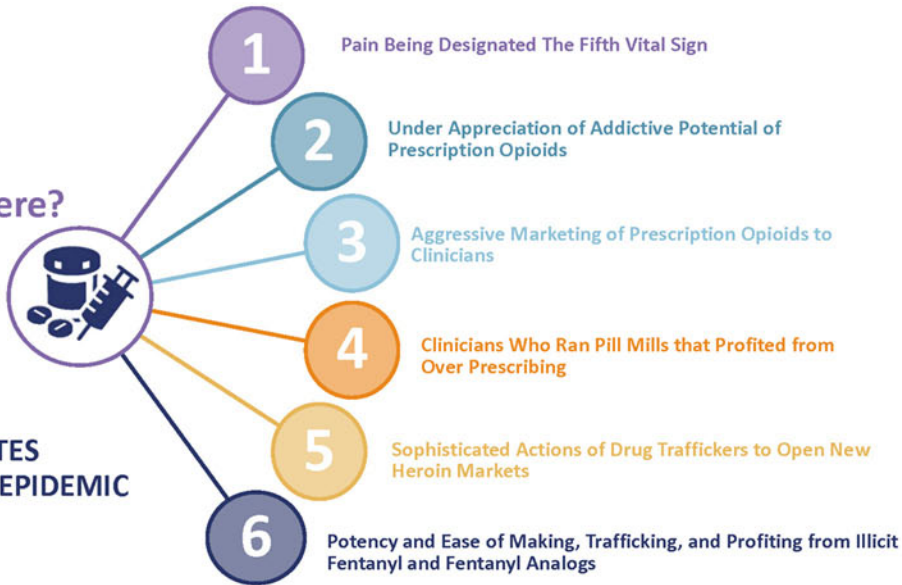 1
Pain Being Designated The Fifth Vital Sign
2
Under Appreciation of Addictive Potential of
Prescription Opioids
ere?
3
Aggressive Marketing of Prescription Opioids to
Clinicians
4
Clinicians Who Ran Pill Mills that Profited from
Over Prescribing
5
Sophisticated Actions of Drug Traffickers to Open New
Heroin Markets
TES
EPIDEMIC
6
Potency and Ease of Making, Trafficking, and Profiting from Illicit
Fentanyl and Fentanyl Analogs